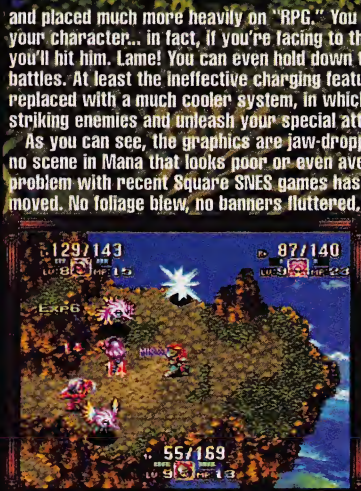 and placed much more heavily on "RPG." You
your character... in fact, if you're facing to th
you'll hit him. Lame! You can even hold down t
battles. At least the ineffective charging featu
replaced with a much cooler system, in which
striking enemies and unleash your special att
As you can see, the graphics are jaw-dropp
no scene in Mana that looks poor or even ave
problem with recent Square SNES games has
moved. No foliage blew, no banners fluttered,
129/143 87/140
LV:8 MP:15 LV:9 MP:23
EXP6
55/169
LV 9 MP 13